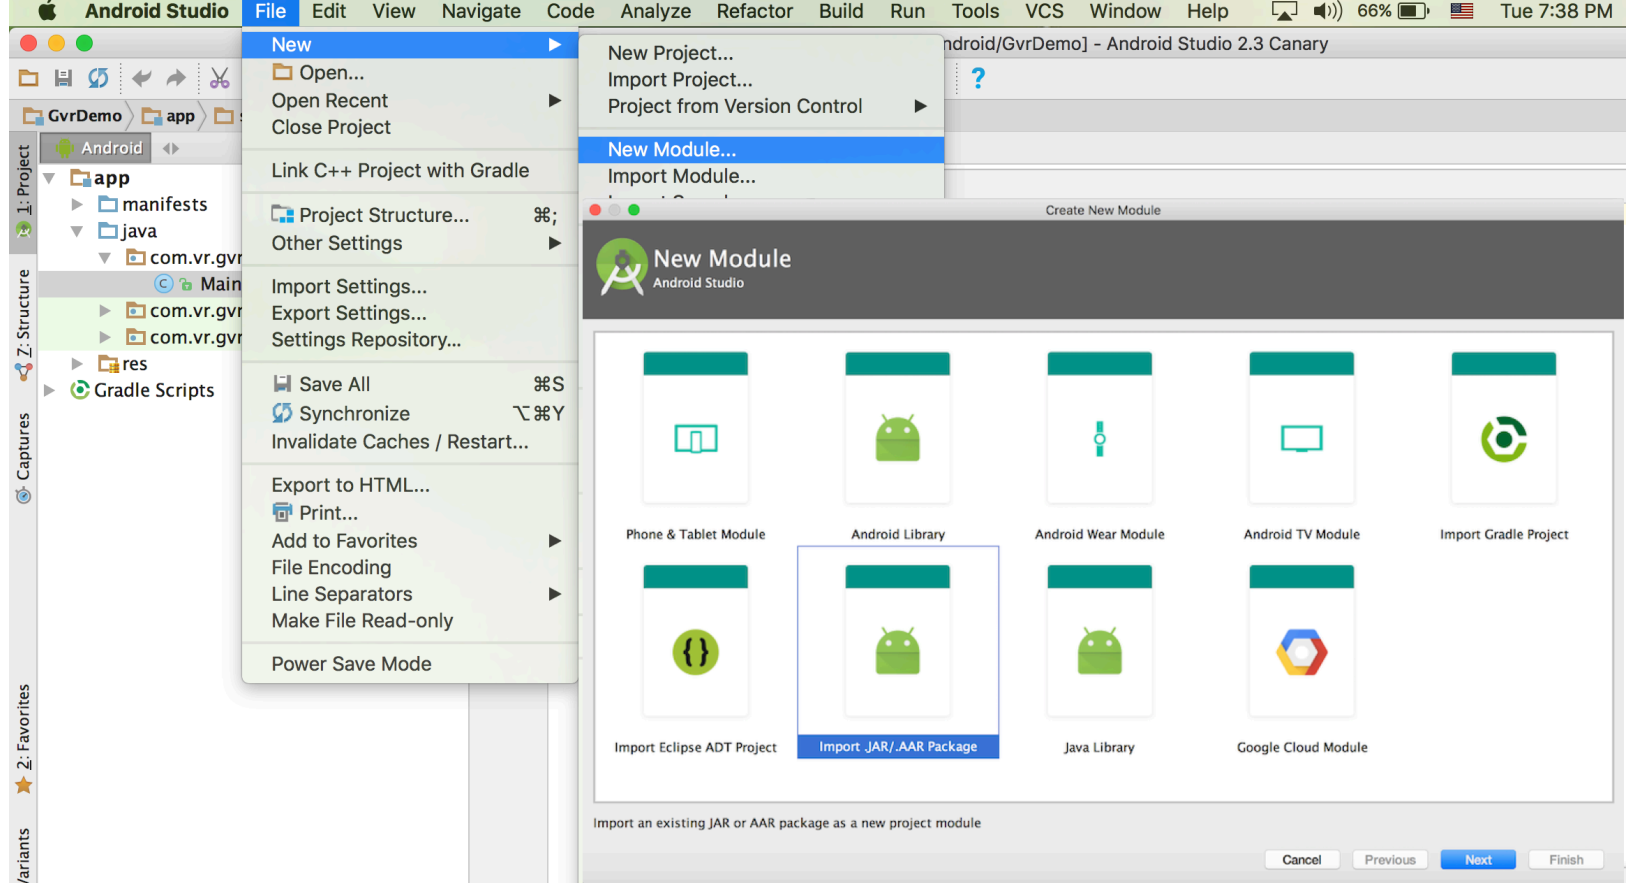 Android Studio File Edit View Navigate Code Analyze Refactor Build Run Tools VCS Window Help 66% Tue 7:38 PM
ndroid/GvrDemo] - Android Studio 2.3 Canary
GvrDemo app
1: Project
Z: Structure
Captures
2: Favorites
Android
app
manifests
java
com.vr.gvr
Main
com.vr.gvr
com.vr.gvr
res
Gradle Scripts
New
Open...
Open Recent
Close Project
Link C++ Project with Gradle
Project Structure... ⌘;
Other Settings
Import Settings...
Export Settings...
Settings Repository...
Save All ⌘S
Synchronize ⌥⌘Y
Invalidate Caches / Restart...
Export to HTML...
Print...
Add to Favorites
File Encoding
Line Separators
Make File Read-only
Power Save Mode
New Project...
Import Project...
Project from Version Control
New Module...
Import Module...
Create New Module
New Module
Android Studio
Phone & Tablet Module
Android Library
Android Wear Module
Android TV Module
Import Gradle Project
Import Eclipse ADT Project
Import .JAR/.AAR Package
Java Library
Google Cloud Module
Import an existing JAR or AAR package as a new project module
Cancel Previous Next Finish